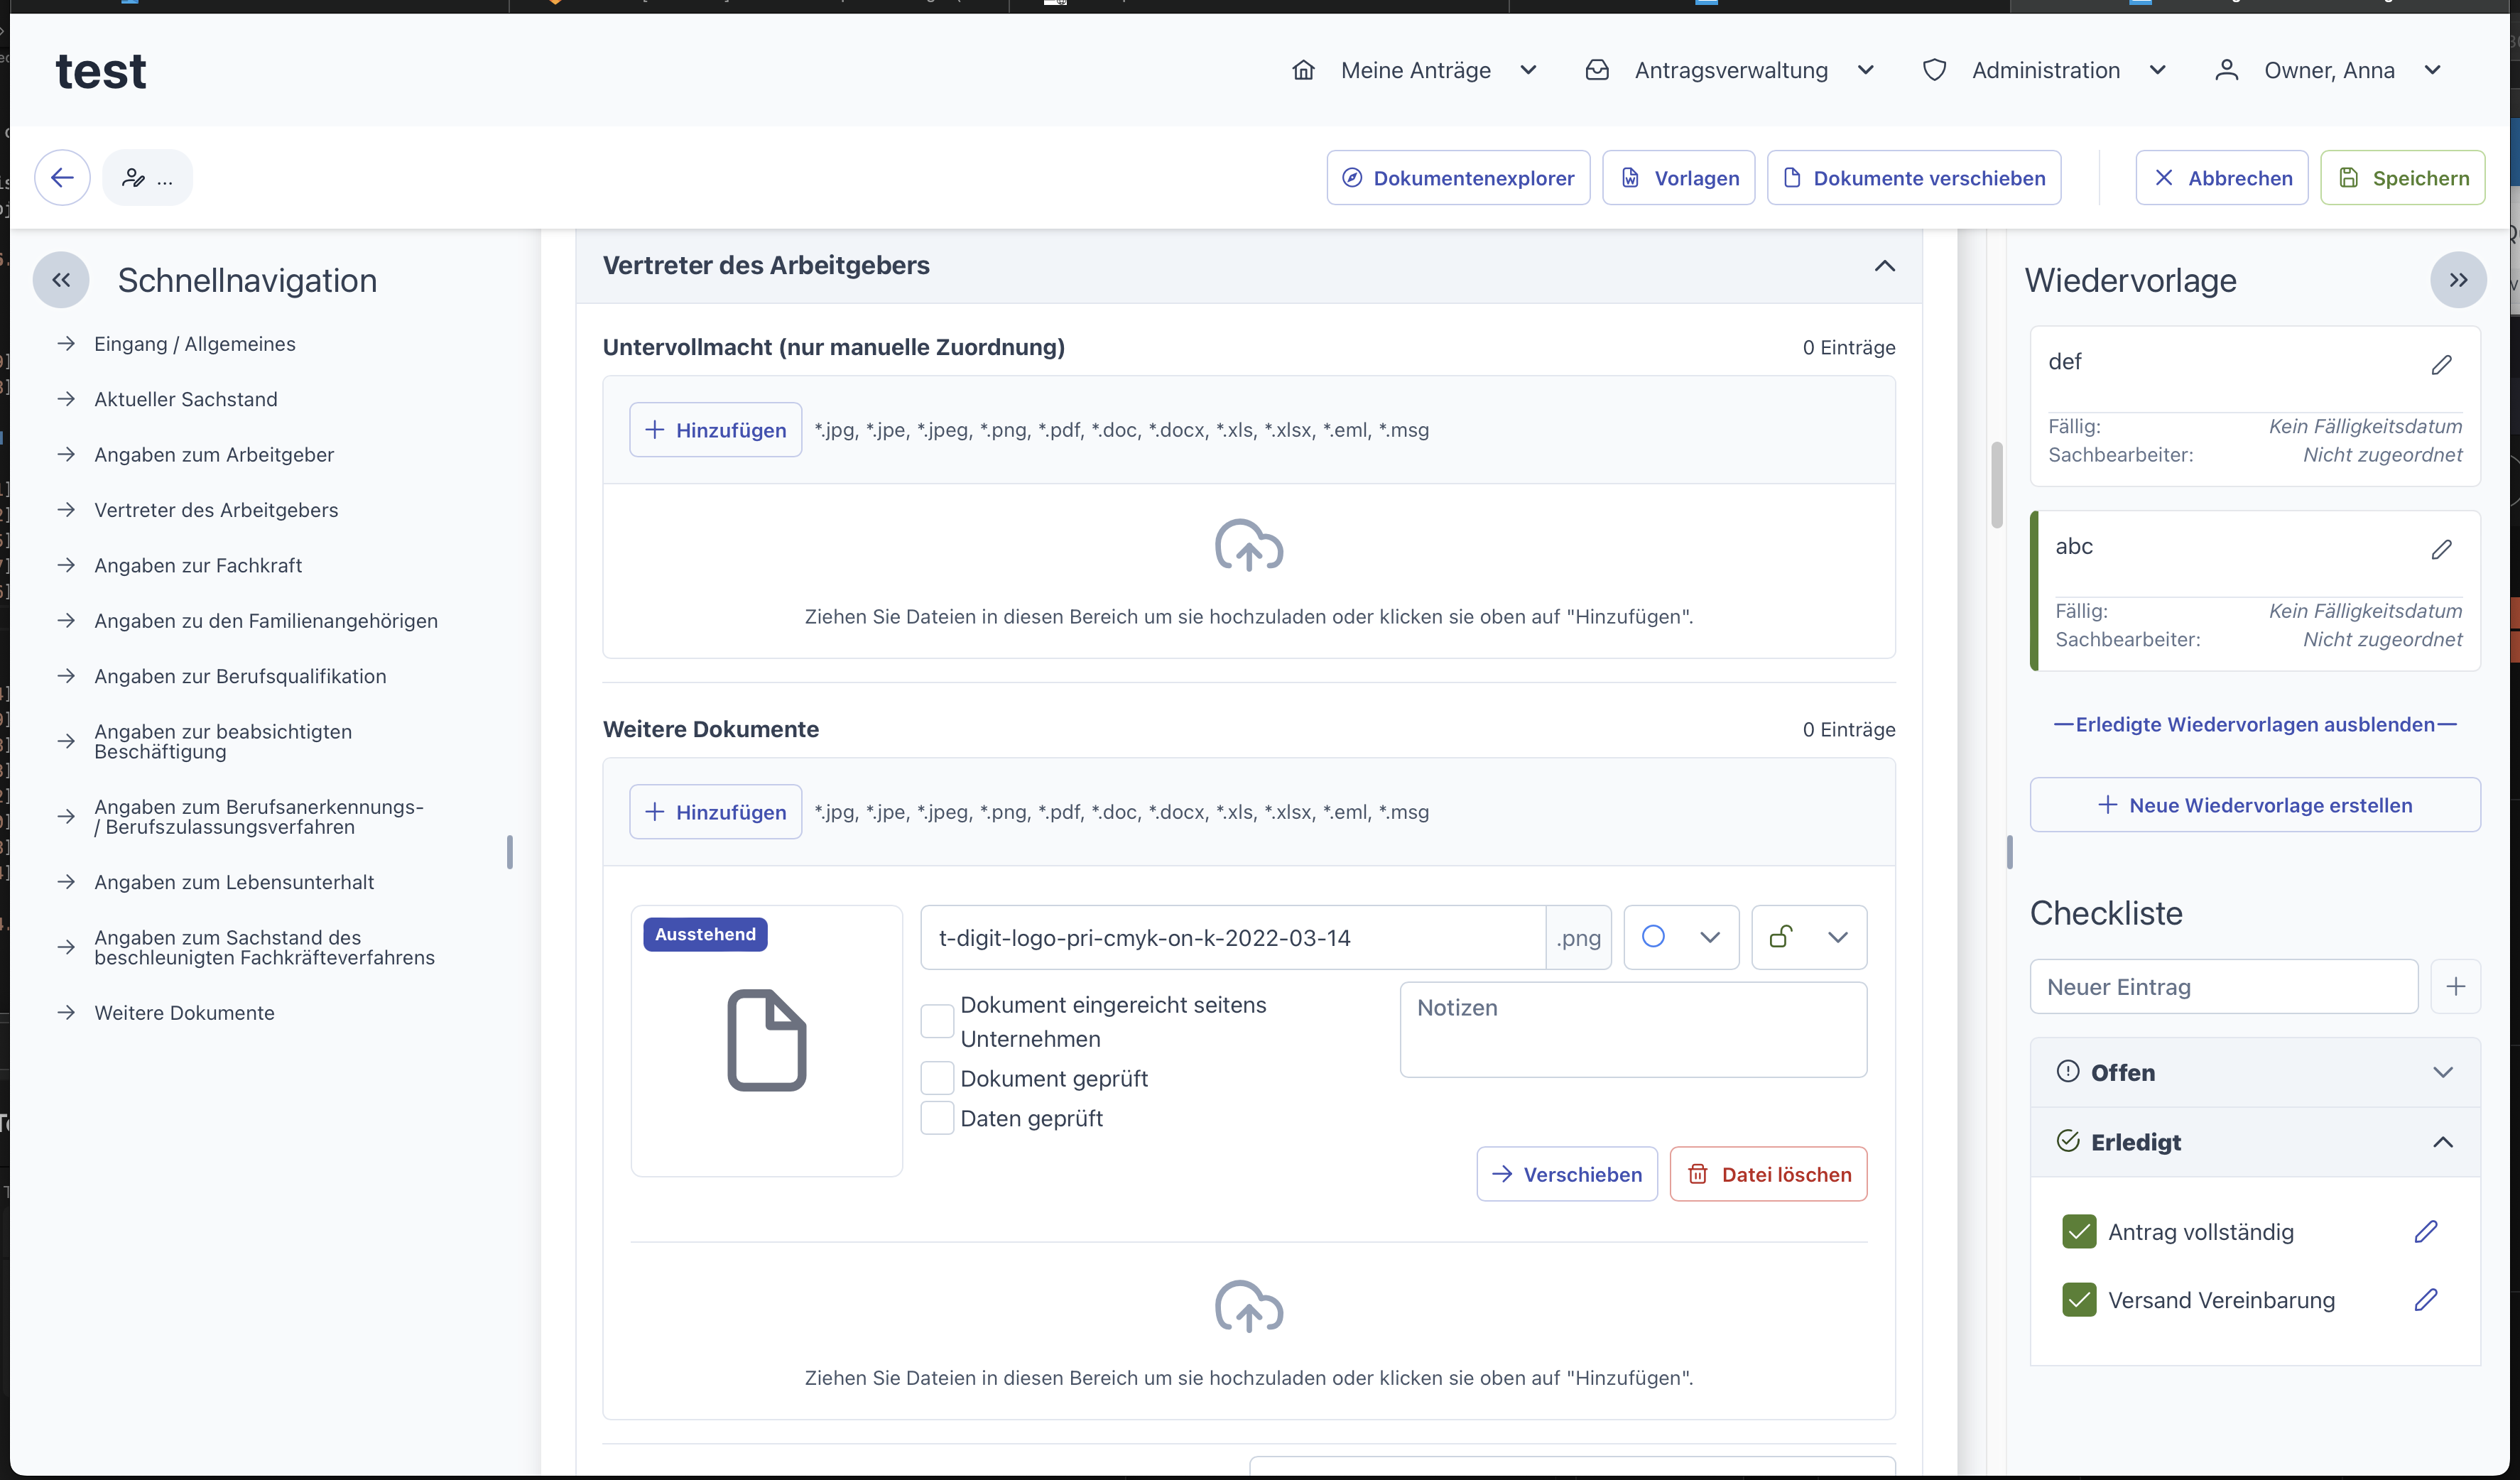 test
Meine Anträge
Antragsverwaltung
Administration
Owner, Anna
...
Dokumentenexplorer
Vorlagen
Dokumente verschieben
Abbrechen
Speichern
Schnellnavigation
Eingang / Allgemeines
Aktueller Sachstand
Angaben zum Arbeitgeber
Vertreter des Arbeitgebers
Angaben zur Fachkraft
Angaben zu den Familienangehörigen
Angaben zur Berufsqualifikation
Angaben zur beabsichtigten
Beschäftigung
Angaben zum Berufsanerkennungs-
/ Berufszulassungsverfahren
Angaben zum Lebensunterhalt
Angaben zum Sachstand des
beschleunigten Fachkräfteverfahrens
Weitere Dokumente
Vertreter des Arbeitgebers
Untervollmacht (nur manuelle Zuordnung)
0 Einträge
Hinzufügen
*.jpg, *.jpe, *.jpeg, *.png, *.pdf, *.doc, *.docx, *.xls, *.xlsx, *.eml, *.msg
Ziehen Sie Dateien in diesen Bereich um sie hochzuladen oder klicken sie oben auf "Hinzufügen".
Weitere Dokumente
0 Einträge
Hinzufügen
*.jpg, *.jpe, *.jpeg, *.png, *.pdf, *.doc, *.docx, *.xls, *.xlsx, *.eml, *.msg
Ausstehend
t-digit-logo-pri-cmyk-on-k-2022-03-14
.png
Dokument eingereicht seitens
Unternehmen
Dokument geprüft
Daten geprüft
Notizen
Verschieben
Datei löschen
Ziehen Sie Dateien in diesen Bereich um sie hochzuladen oder klicken sie oben auf "Hinzufügen".
Wiedervorlage
def
Fällig:
Kein Fälligkeitsdatum
Sachbearbeiter:
Nicht zugeordnet
abc
Fällig:
Kein Fälligkeitsdatum
Sachbearbeiter:
Nicht zugeordnet
—Erledigte Wiedervorlagen ausblenden—
Neue Wiedervorlage erstellen
Checkliste
Neuer Eintrag
Offen
Erledigt
Antrag vollständig
Versand Vereinbarung